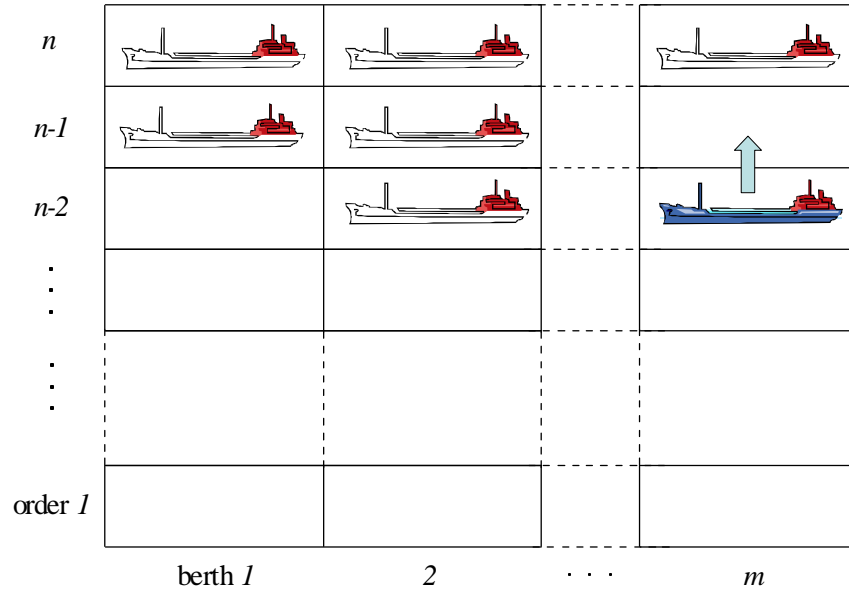 n
n-1
n-2
. . .
. . .
order 1
berth 1 2 . . . m